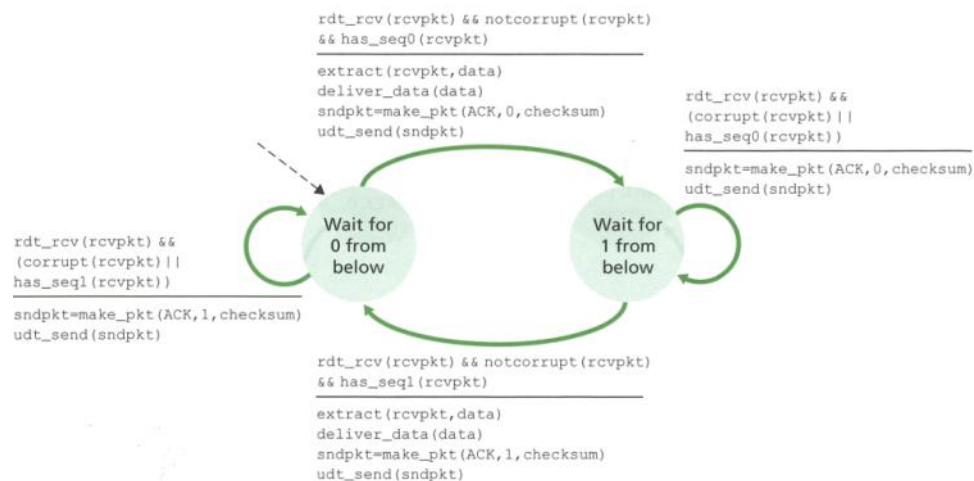 rdt_rcv(rcvpkt) && notcorrupt(rcvpkt)
&& has_seq0(rcvpkt)
extract(rcvpkt,data)
deliver_data(data)
sndpkt=make_pkt(ACK,0,checksum)
udt_send(sndpkt)
rdt_rcv(rcvpkt) &&
(corrupt(rcvpkt)||
has_seq0(rcvpkt))
sndpkt=make_pkt(ACK,0,checksum)
udt_send(sndpkt)
Wait for
0 from
below
Wait for
1 from
below
rdt_rcv(rcvpkt) &&
(corrupt(rcvpkt)||
has_seq1(rcvpkt))
sndpkt=make_pkt(ACK,1,checksum)
udt_send(sndpkt)
rdt_rcv(rcvpkt) && notcorrupt(rcvpkt)
&& has_seq1(rcvpkt)
extract(rcvpkt,data)
deliver_data(data)
sndpkt=make_pkt(ACK,1,checksum)
udt_send(sndpkt)